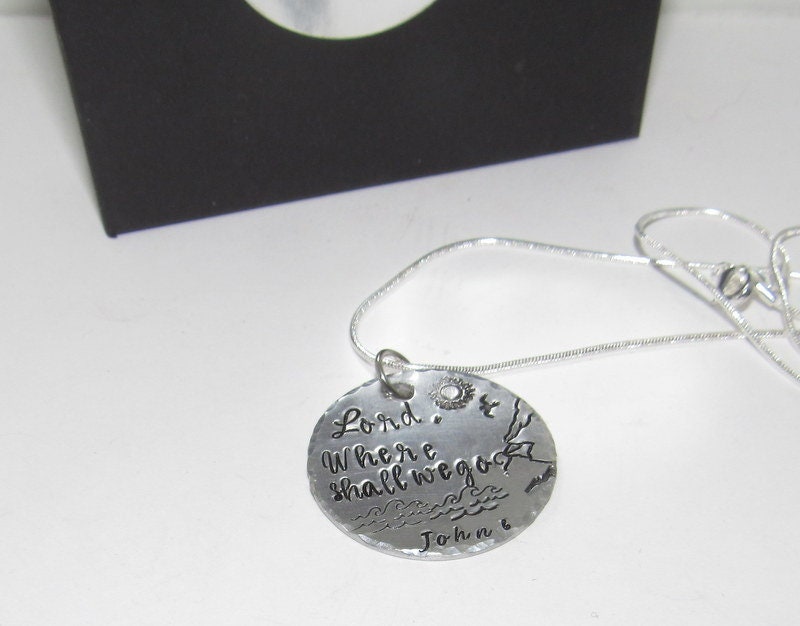 Lord,
Where
shall we go?
John 6